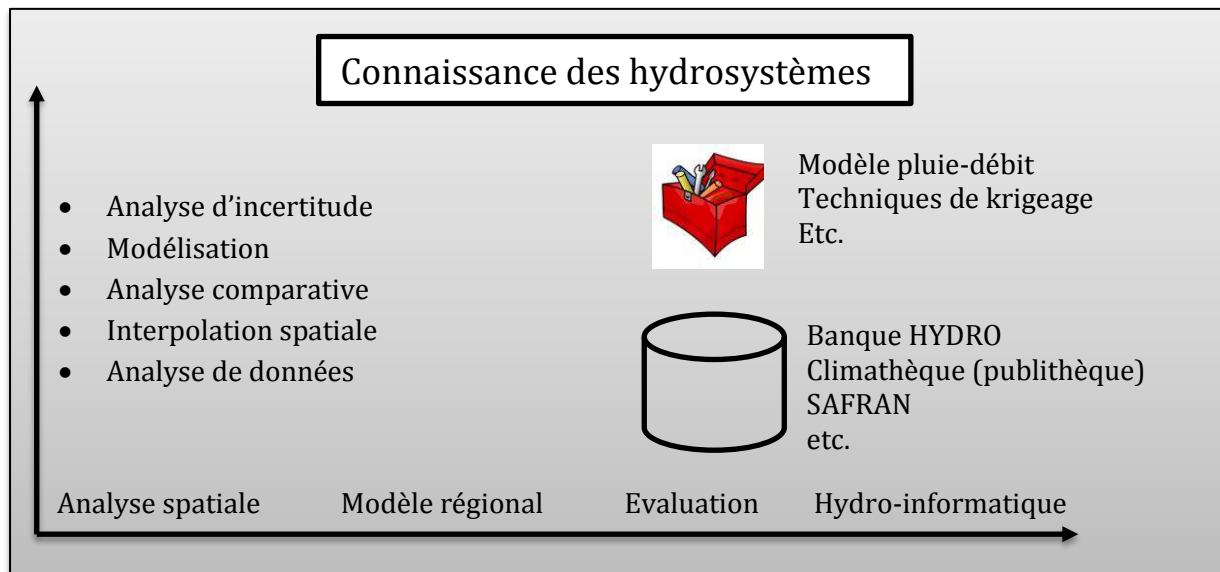 Connaissance des hydrosystèmes
Modèle pluie-débit
Techniques de krigeage
Etc.
• Analyse d’incertitude
• Modélisation
• Analyse comparative
• Interpolation spatiale
• Analyse de données
Banque HYDRO
Climathèque (publithèque)
SAFRAN
etc.
Analyse spatiale Modèle régional Evaluation Hydro-informatique